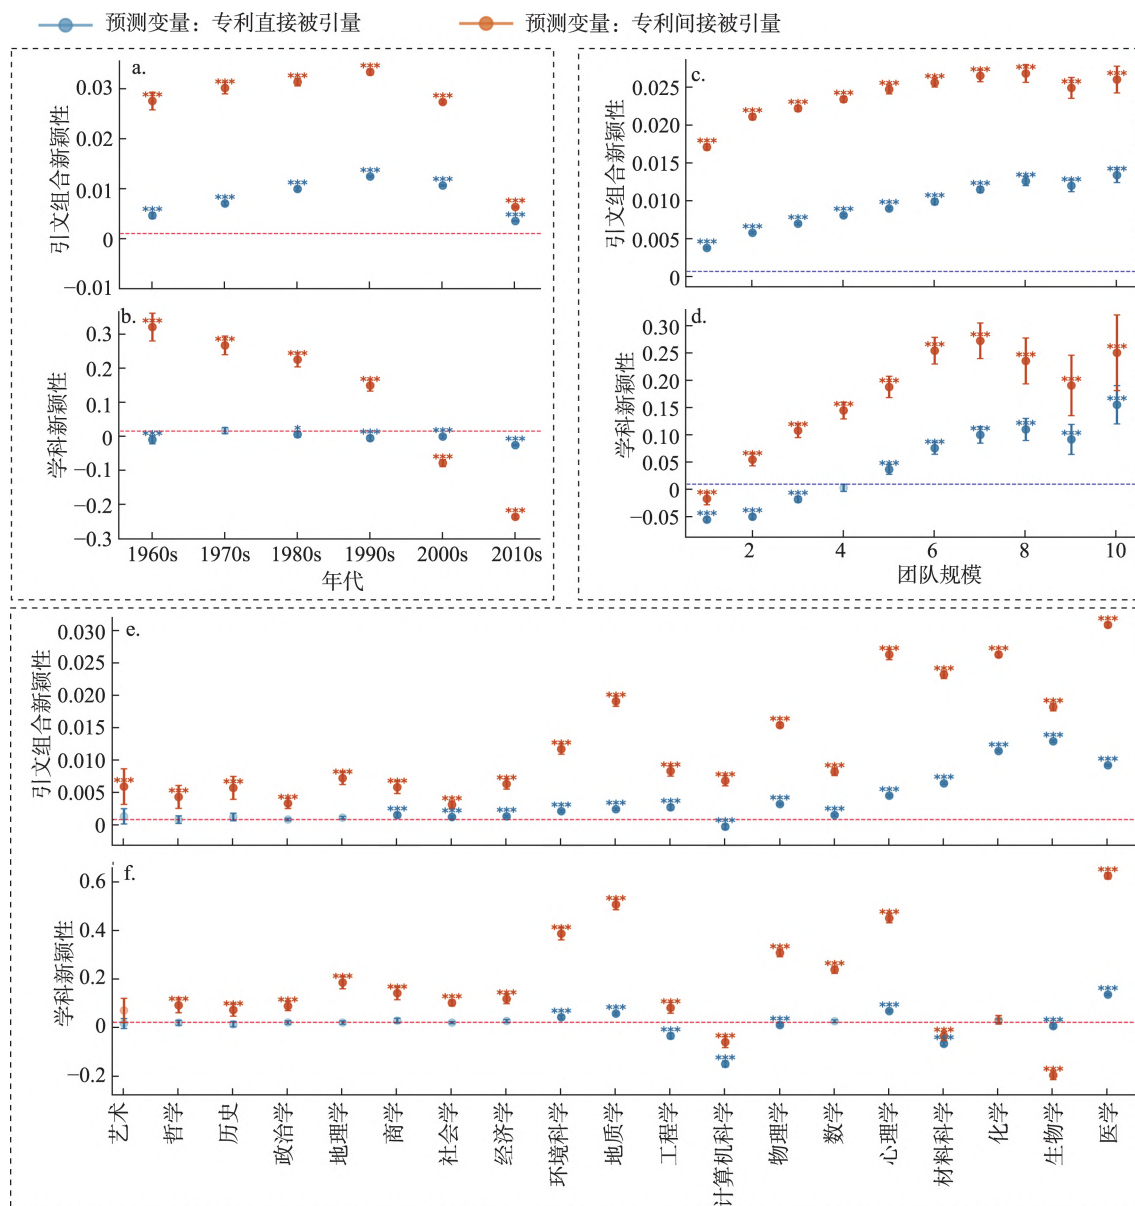 预测变量：专利直接被引量 预测变量：专利间接被引量
a.
引文组合新颖性
0.03
0.02
0.01
0
−0.01
*** *** *** *** *** ***
*** *** *** *** *** ***
b.
学科新颖性
0.3
0.2
0.1
0
−0.1
−0.2
−0.3
*** *** *** *** *** ***
*** * *** *** ***
1960s 1970s 1980s 1990s 2000s 2010s
年代
c.
引文组合新颖性
0.025
0.020
0.015
0.010
0.005
0
*** *** *** *** *** *** *** *** *** ***
*** *** *** *** *** *** *** *** *** ***
d.
学科新颖性
0.30
0.25
0.20
0.15
0.10
0.05
0
−0.05
*** *** *** *** *** *** *** *** *** ***
*** *** *** *** *** *** *** *** ***
2 4 6 8 10
团队规模
e.
引文组合新颖性
0.030
0.025
0.020
0.015
0.010
0.005
0
*** *** *** *** *** *** *** *** *** *** *** *** *** *** *** *** *** *** ***
*** *** *** *** *** *** *** *** *** *** *** *** *** ***
f.
学科新颖性
0.6
0.4
0.2
0
−0.2
*** *** *** *** *** *** *** *** *** *** *** *** *** *** *** *** ***
*** *** *** *** *** *** *** *** ***
艺术
哲学
历史
政治学
地理学
商学
社会学
经济学
环境科学
地质学
工程学
计算机科学
物理学
数学
心理学
材料科学
化学
生物学
医学